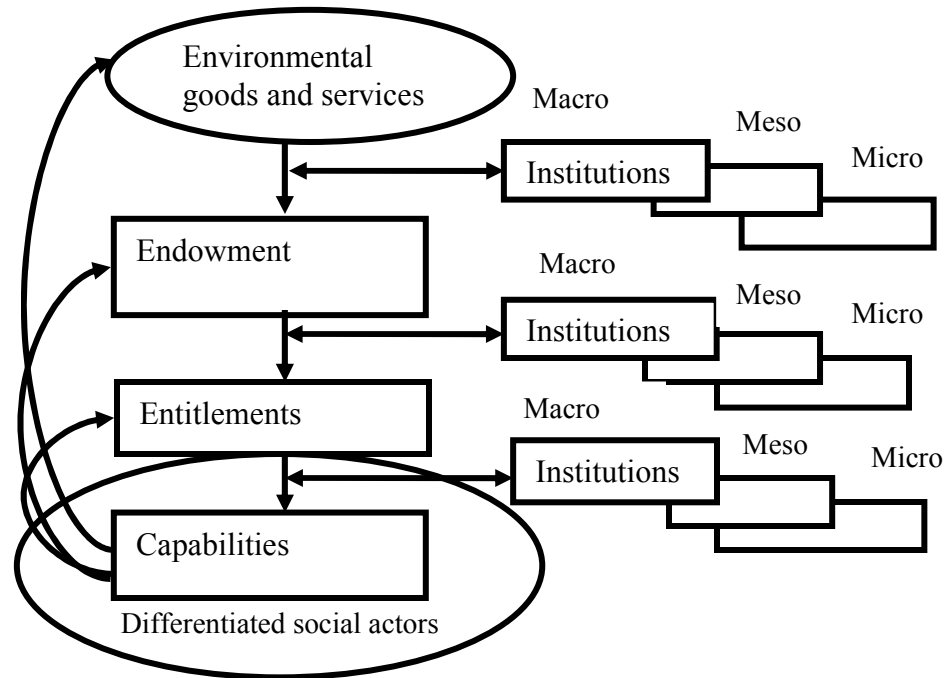 Environmental
goods and services
Macro
Meso
Micro
Institutions
Endowment
Macro
Meso
Micro
Institutions
Entitlements
Macro
Meso
Micro
Institutions
Capabilities
Differentiated social actors